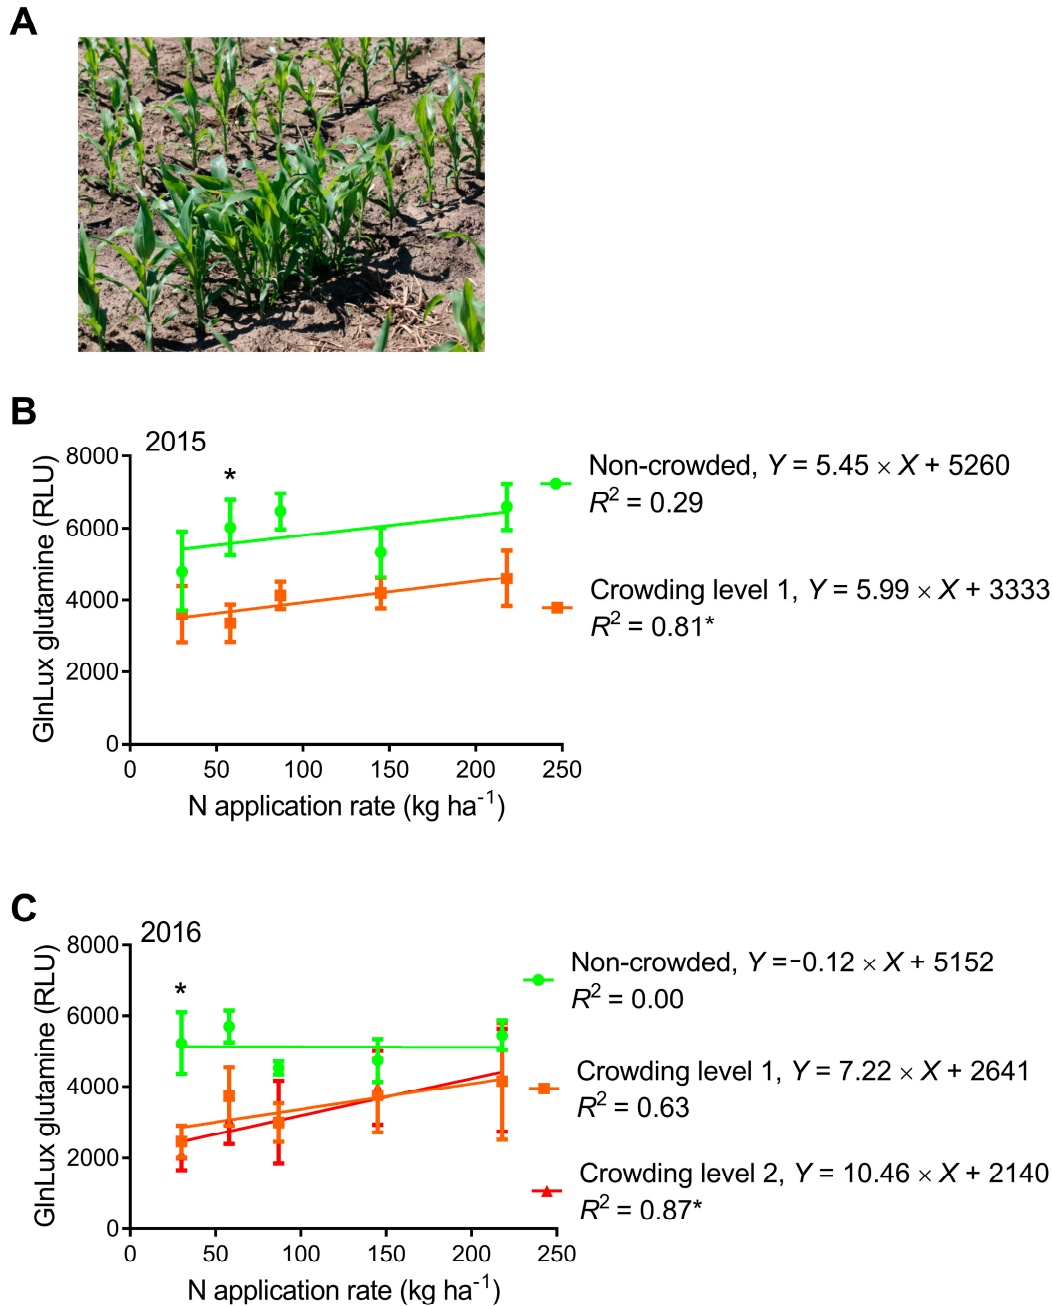 A
B
2015
GlnLux glutamine (RLU)
8000
6000
4000
2000
0
*
0 50 100 150 200 250
N application rate (kg ha⁻¹)
Non-crowded, Y = 5.45 × X + 5260
R² = 0.29
Crowding level 1, Y = 5.99 × X + 3333
R² = 0.81*
C
2016
GlnLux glutamine (RLU)
8000
6000
4000
2000
0
*
0 50 100 150 200 250
N application rate (kg ha⁻¹)
Non-crowded, Y =-0.12 × X + 5152
R² = 0.00
Crowding level 1, Y = 7.22 × X + 2641
R² = 0.63
Crowding level 2, Y = 10.46 × X + 2140
R² = 0.87*